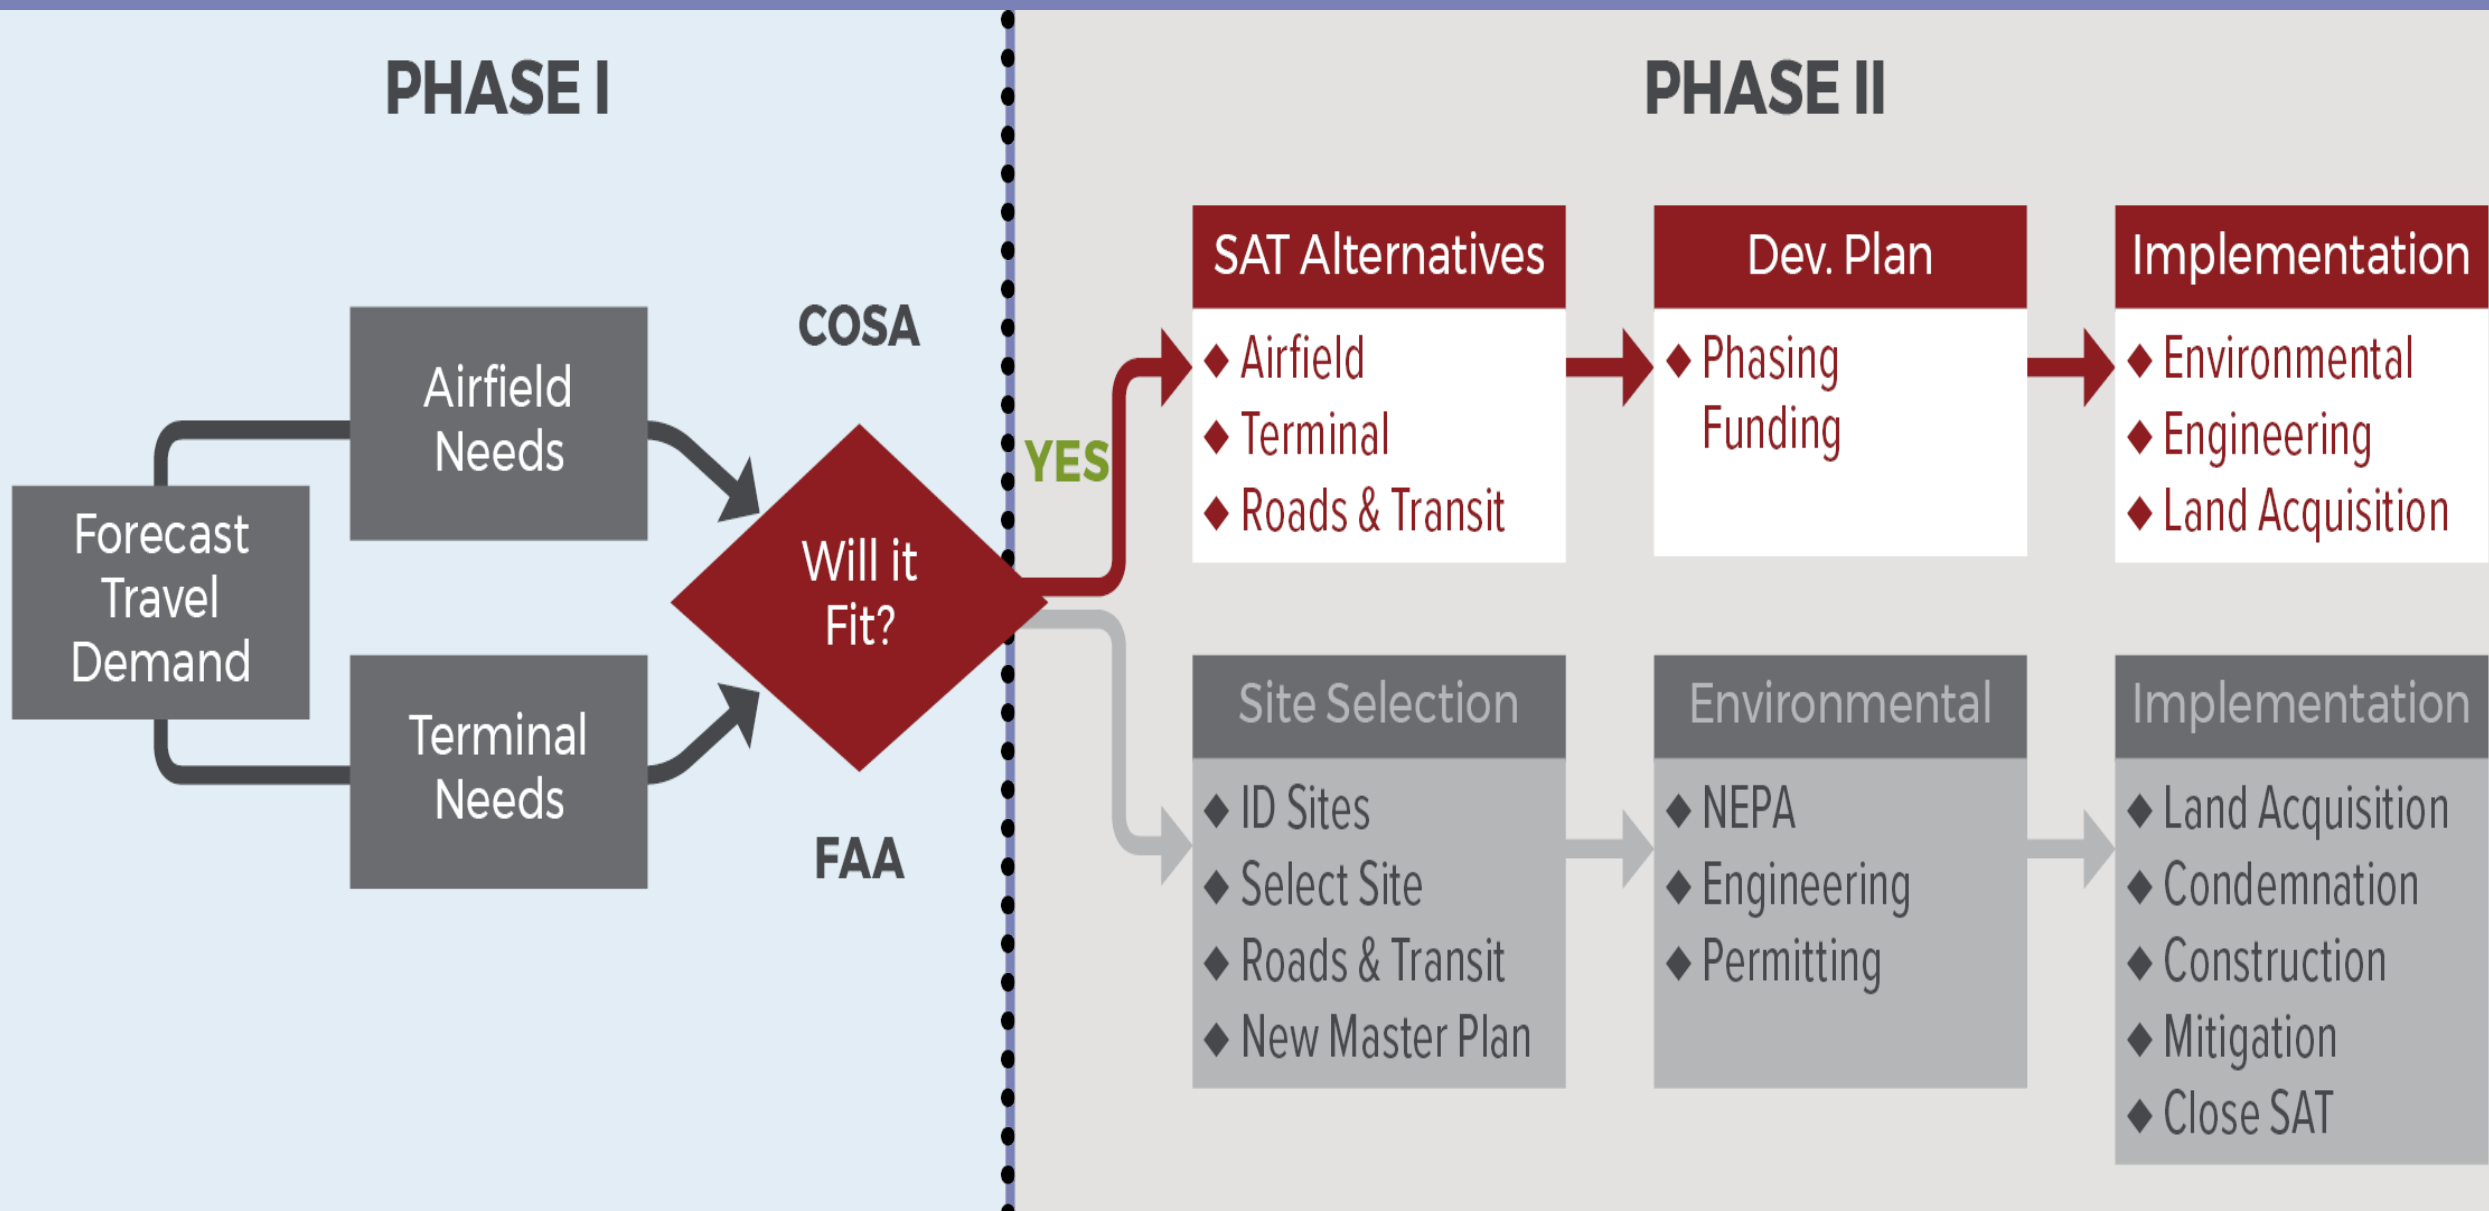 PHASE I
PHASE II
Forecast
Travel
Demand
Airfield
Needs
Terminal
Needs
COSA
Will it
Fit?
FAA
YES
SAT Alternatives
♦ Airfield
♦ Terminal
♦ Roads & Transit
Dev. Plan
♦ Phasing
Funding
Implementation
♦ Environmental
♦ Engineering
♦ Land Acquisition
Site Selection
♦ ID Sites
♦ Select Site
♦ Roads & Transit
♦ New Master Plan
Environmental
♦ NEPA
♦ Engineering
♦ Permitting
Implementation
♦ Land Acquisition
♦ Condemnation
♦ Construction
♦ Mitigation
♦ Close SAT